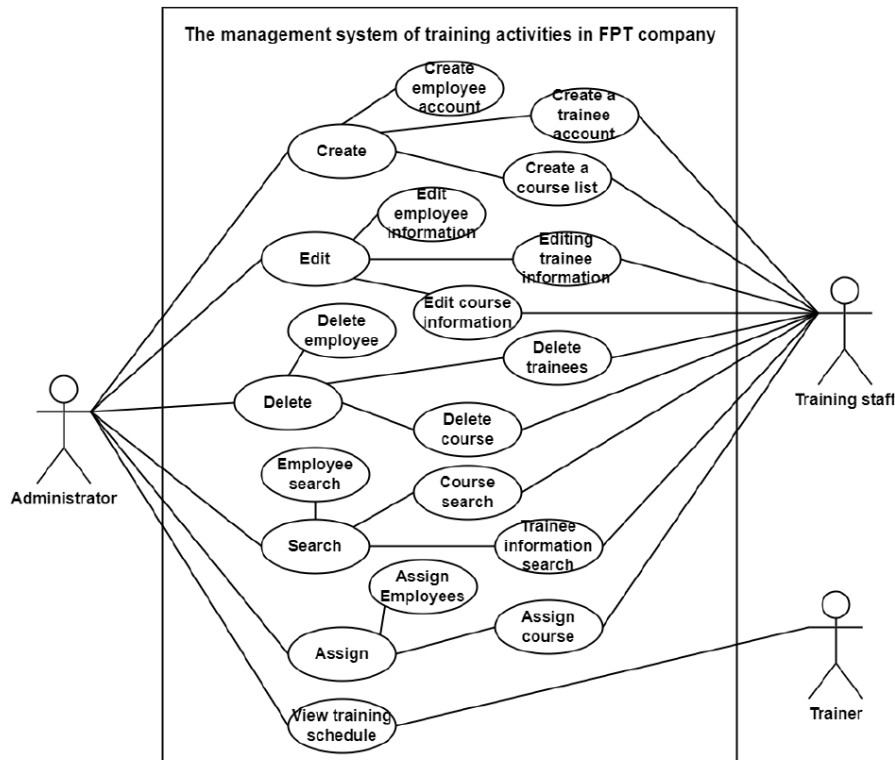 The management system of training activities in FPT company
Create
employee
account
Create a
trainee
account
Create
Create a
course list
Edit
employee
information
Edit
Editing
trainee
information
Edit course
information
Delete
employee
Delete
trainees
Training staff
Delete
Delete
course
Administrator
Employee
search
Course
search
Search
Trainee
information
search
Assign
Employees
Assign
course
Assign
View training
schedule
Trainer